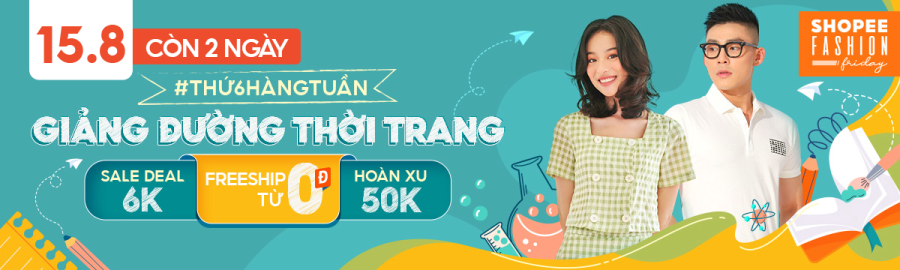 15.8
CÒN 2 NGÀY
#THỨ6HÀNGTUẦN
GIẢNG ĐƯỜNG THỜI TRANG
SALE DEAL
6K
FREESHIP
TỪ 0Đ
HOÀN XU
50K
SHOPEE
FASHION
friday